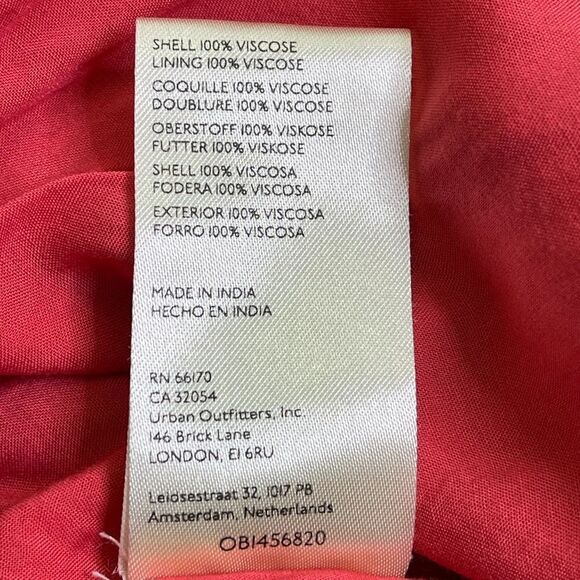 SHELL 100% VISCOSE
LINING 100% VISCOSE
COQUILLE 100% VISCOSE
DOUBLURE 100% VISCOSE
OBERSTOFF 100% VISKOSE
FUTTER 100% VISKOSE
SHELL 100% VISCOSA
FODERA 100% VISCOSA
EXTERIOR 100% VISCOSA
FORRO 100% VISCOSA
MADE IN INDIA
HECHO EN INDIA
RN 66170
CA 32054
Urban Outfitters, Inc.
146 Brick Lane
LONDON, E1 6RU
Leidsestraat 32, 1017 PB
Amsterdam, Netherlands
OB1456820